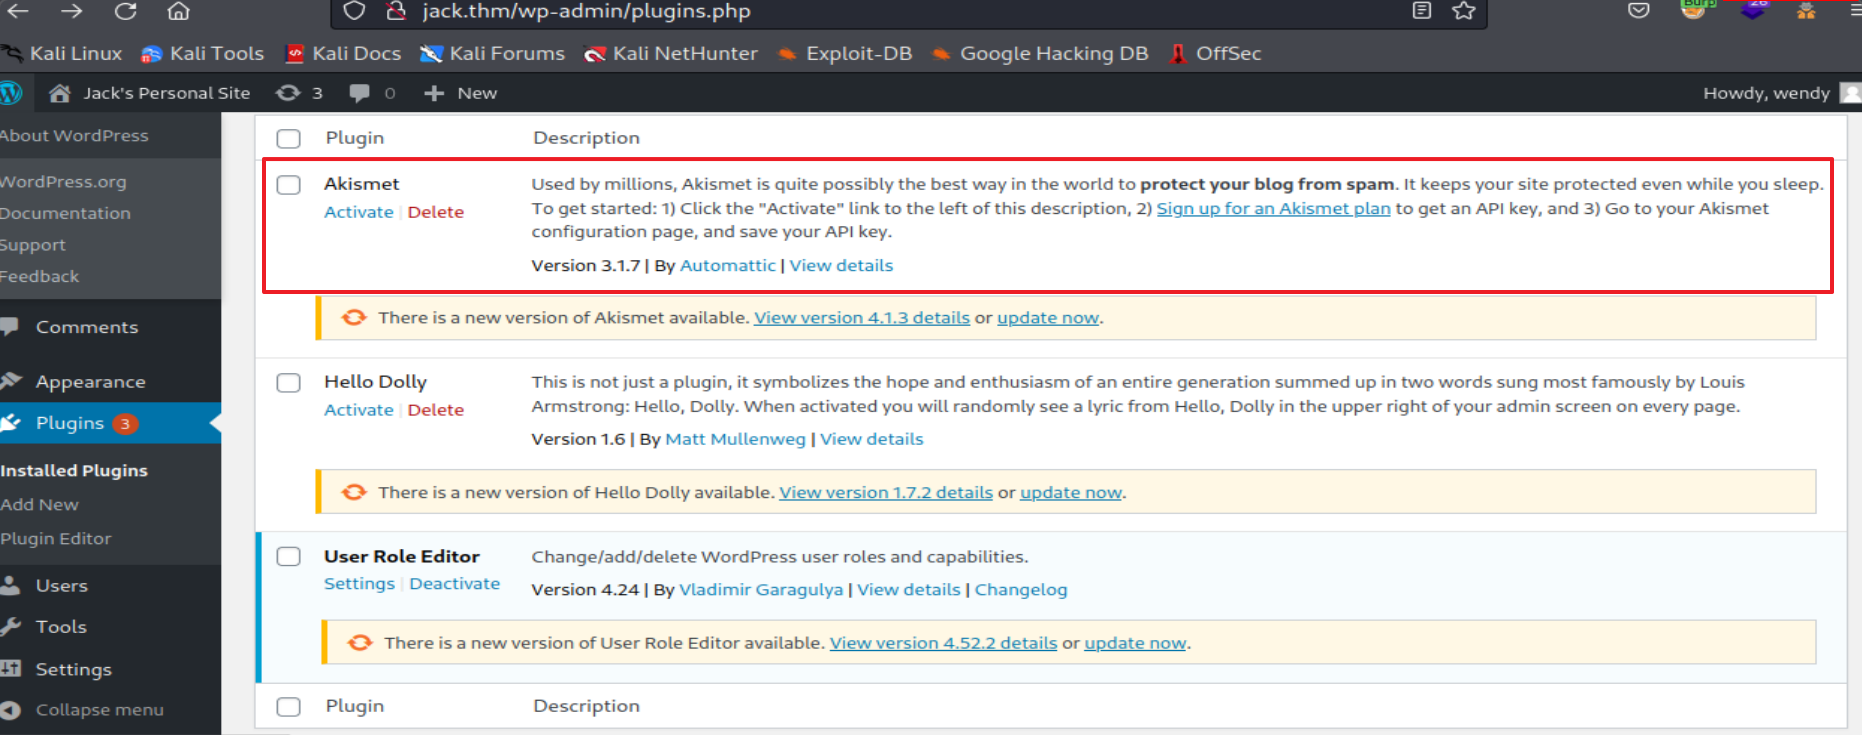 jack.thm/wp-admin/plugins.php
Burp
Kali Linux Kali Tools Kali Docs Kali Forums Kali NetHunter Exploit-DB Google Hacking DB OffSec
Jack's Personal Site 3 0 New Howdy, wendy
About WordPress
WordPress.org
Documentation
Support
Feedback
Comments
Appearance
Plugins 3
Installed Plugins
Add New
Plugin Editor
Users
Tools
Settings
Collapse menu
Plugin Description
Akismet
Activate | Delete
Used by millions, Akismet is quite possibly the best way in the world to protect your blog from spam. It keeps your site protected even while you sleep.
To get started: 1) Click the "Activate" link to the left of this description, 2) Sign up for an Akismet plan to get an API key, and 3) Go to your Akismet
configuration page, and save your API key.
Version 3.1.7 | By Automattic | View details
There is a new version of Akismet available. View version 4.1.3 details or update now.
Hello Dolly
Activate | Delete
This is not just a plugin, it symbolizes the hope and enthusiasm of an entire generation summed up in two words sung most famously by Louis
Armstrong: Hello, Dolly. When activated you will randomly see a lyric from Hello, Dolly in the upper right of your admin screen on every page.
Version 1.6 | By Matt Mullenweg | View details
There is a new version of Hello Dolly available. View version 1.7.2 details or update now.
User Role Editor
Settings | Deactivate
Change/add/delete WordPress user roles and capabilities.
Version 4.24 | By Vladimir Garagulya | View details | Changelog
There is a new version of User Role Editor available. View version 4.52.2 details or update now.
Plugin Description